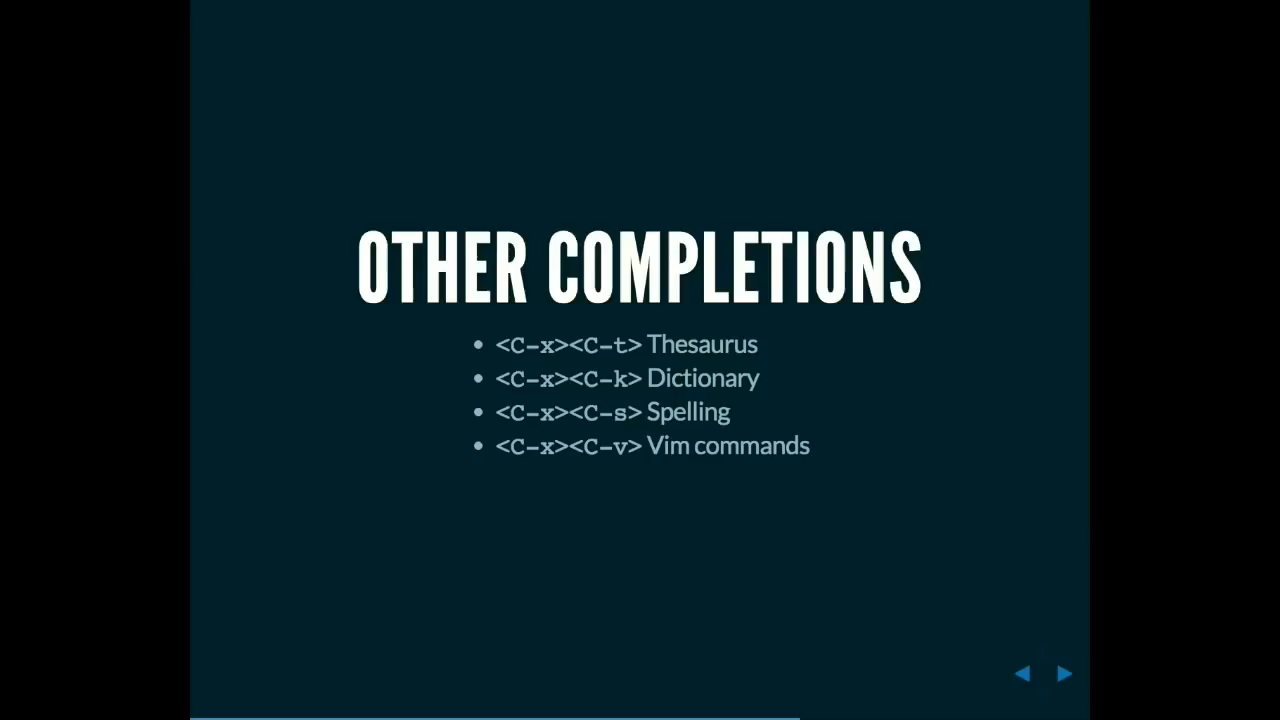 OTHER COMPLETIONS
<C-x><C-t> Thesaurus
<C-x><C-k> Dictionary
<C-x><C-s> Spelling
<C-x><C-v> Vim commands